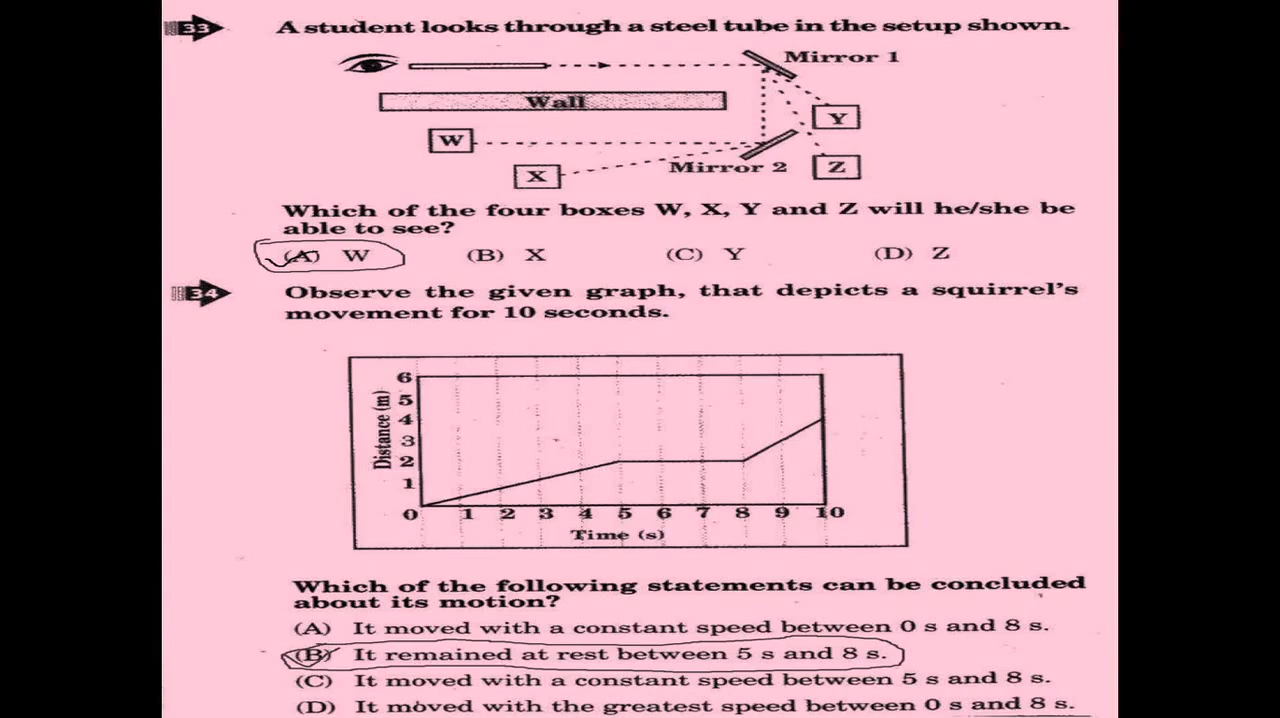 33 A student looks through a steel tube in the setup shown.
Mirror 1
Wall
Y
W
Mirror 2
Z
X
Which of the four boxes W, X, Y and Z will he/she be
able to see?
(A) W (B) X (C) Y (D) Z
34 Observe the given graph, that depicts a squirrel's
movement for 10 seconds.
6
5
4
3
2
1
Distance (m)
0 1 2 3 4 5 6 7 8 9 10
Time (s)
Which of the following statements can be concluded
about its motion?
(A) It moved with a constant speed between 0 s and 8 s.
(B) It remained at rest between 5 s and 8 s.
(C) It moved with a constant speed between 5 s and 8 s.
(D) It moved with the greatest speed between 0 s and 8 s.